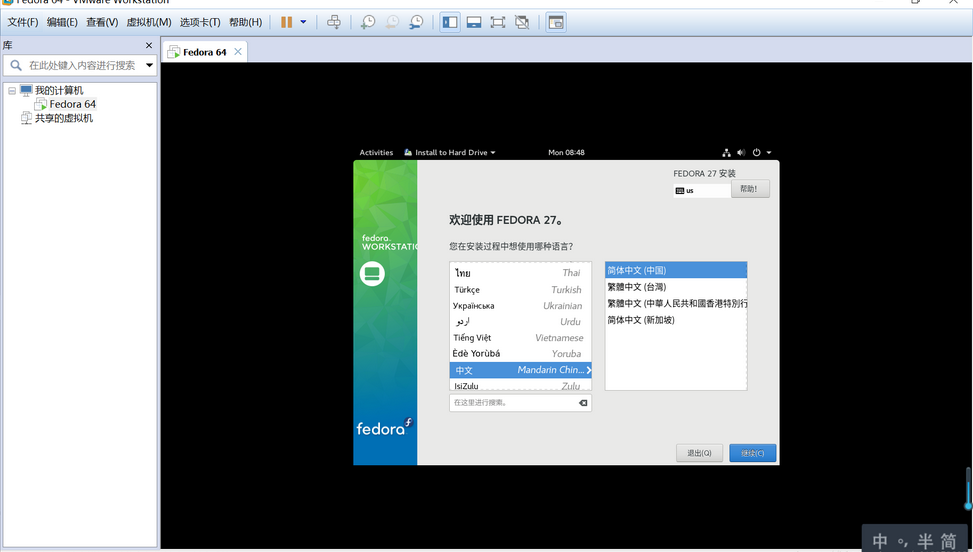 Fedora 64 - VMware Workstation
文件(F) 编辑(E) 查看(V) 虚拟机(M) 选项卡(T) 帮助(H)
库
在此处键入内容进行搜索
我的计算机
Fedora 64
共享的虚拟机
Fedora 64
Activities Install to Hard Drive Mon 08:48
FEDORA 27 安装
us 帮助!
fedora.
WORKSTATIO
欢迎使用 FEDORA 27。
您在安装过程中想使用哪种语言?
ไทย Thai
Türkçe Turkish
Українська Ukrainian
اردو Urdu
Tiếng Việt Vietnamese
Èdè Yorùbá Yoruba
中文 Mandarin Chin...
IsiZulu Zulu
在这里进行搜索。
简体中文 (中国)
繁體中文 (台灣)
繁體中文 (中華人民共和國香港特別行
简体中文 (新加坡)
fedora
退出(Q) 继续(C)
中 °, 半 简